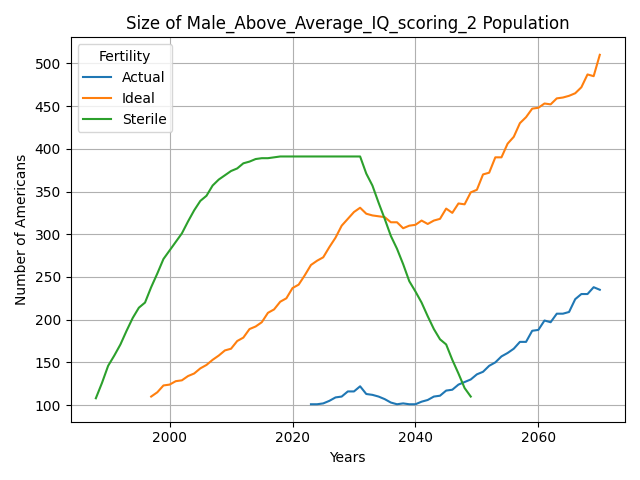 Size of Male_Above_Average_IQ_scoring_2 Population
Fertility
Actual
Ideal
Sterile
Number of Americans
500
450
400
350
300
250
200
150
100
2000
2020
2040
2060
Years